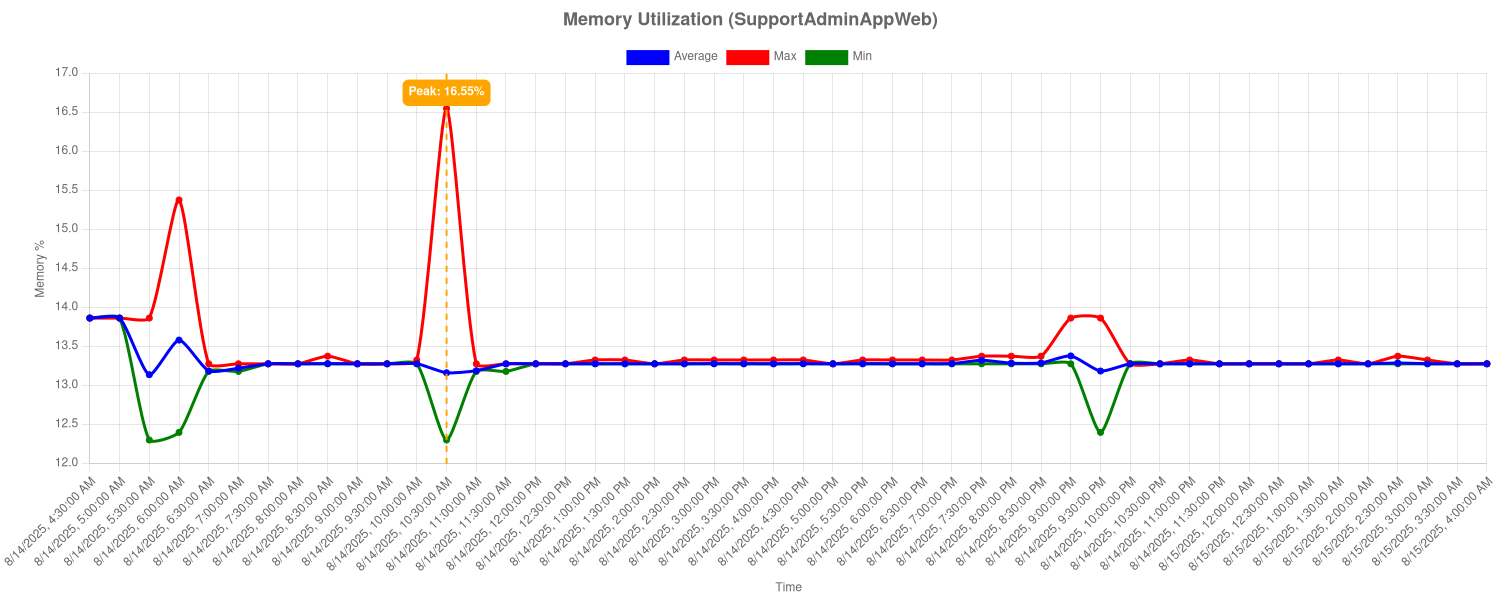 Memory Utilization (SupportAdminAppWeb)
Average Max Min
Peak: 16.55%
17.0
16.5
16.0
15.5
15.0
14.5
14.0
13.5
13.0
12.5
12.0
Memory %
8/14/2025, 4:30:00 AM
8/14/2025, 5:00:00 AM
8/14/2025, 5:30:00 AM
8/14/2025, 6:00:00 AM
8/14/2025, 6:30:00 AM
8/14/2025, 7:00:00 AM
8/14/2025, 7:30:00 AM
8/14/2025, 8:00:00 AM
8/14/2025, 8:30:00 AM
8/14/2025, 9:00:00 AM
8/14/2025, 9:30:00 AM
8/14/2025, 10:00:00 AM
8/14/2025, 10:30:00 AM
8/14/2025, 11:00:00 AM
8/14/2025, 11:30:00 AM
8/14/2025, 12:00:00 PM
8/14/2025, 12:30:00 PM
8/14/2025, 1:00:00 PM
8/14/2025, 1:30:00 PM
8/14/2025, 2:00:00 PM
8/14/2025, 2:30:00 PM
8/14/2025, 3:00:00 PM
8/14/2025, 3:30:00 PM
8/14/2025, 4:00:00 PM
8/14/2025, 4:30:00 PM
8/14/2025, 5:00:00 PM
8/14/2025, 5:30:00 PM
8/14/2025, 6:00:00 PM
8/14/2025, 6:30:00 PM
8/14/2025, 7:00:00 PM
8/14/2025, 7:30:00 PM
8/14/2025, 8:00:00 PM
8/14/2025, 8:30:00 PM
8/14/2025, 9:00:00 PM
8/14/2025, 9:30:00 PM
8/14/2025, 10:00:00 PM
8/14/2025, 10:30:00 PM
8/14/2025, 11:00:00 PM
8/14/2025, 11:30:00 PM
8/15/2025, 12:00:00 AM
8/15/2025, 12:30:00 AM
8/15/2025, 1:00:00 AM
8/15/2025, 1:30:00 AM
8/15/2025, 2:00:00 AM
8/15/2025, 2:30:00 AM
8/15/2025, 3:00:00 AM
8/15/2025, 3:30:00 AM
8/15/2025, 4:00:00 AM
Time